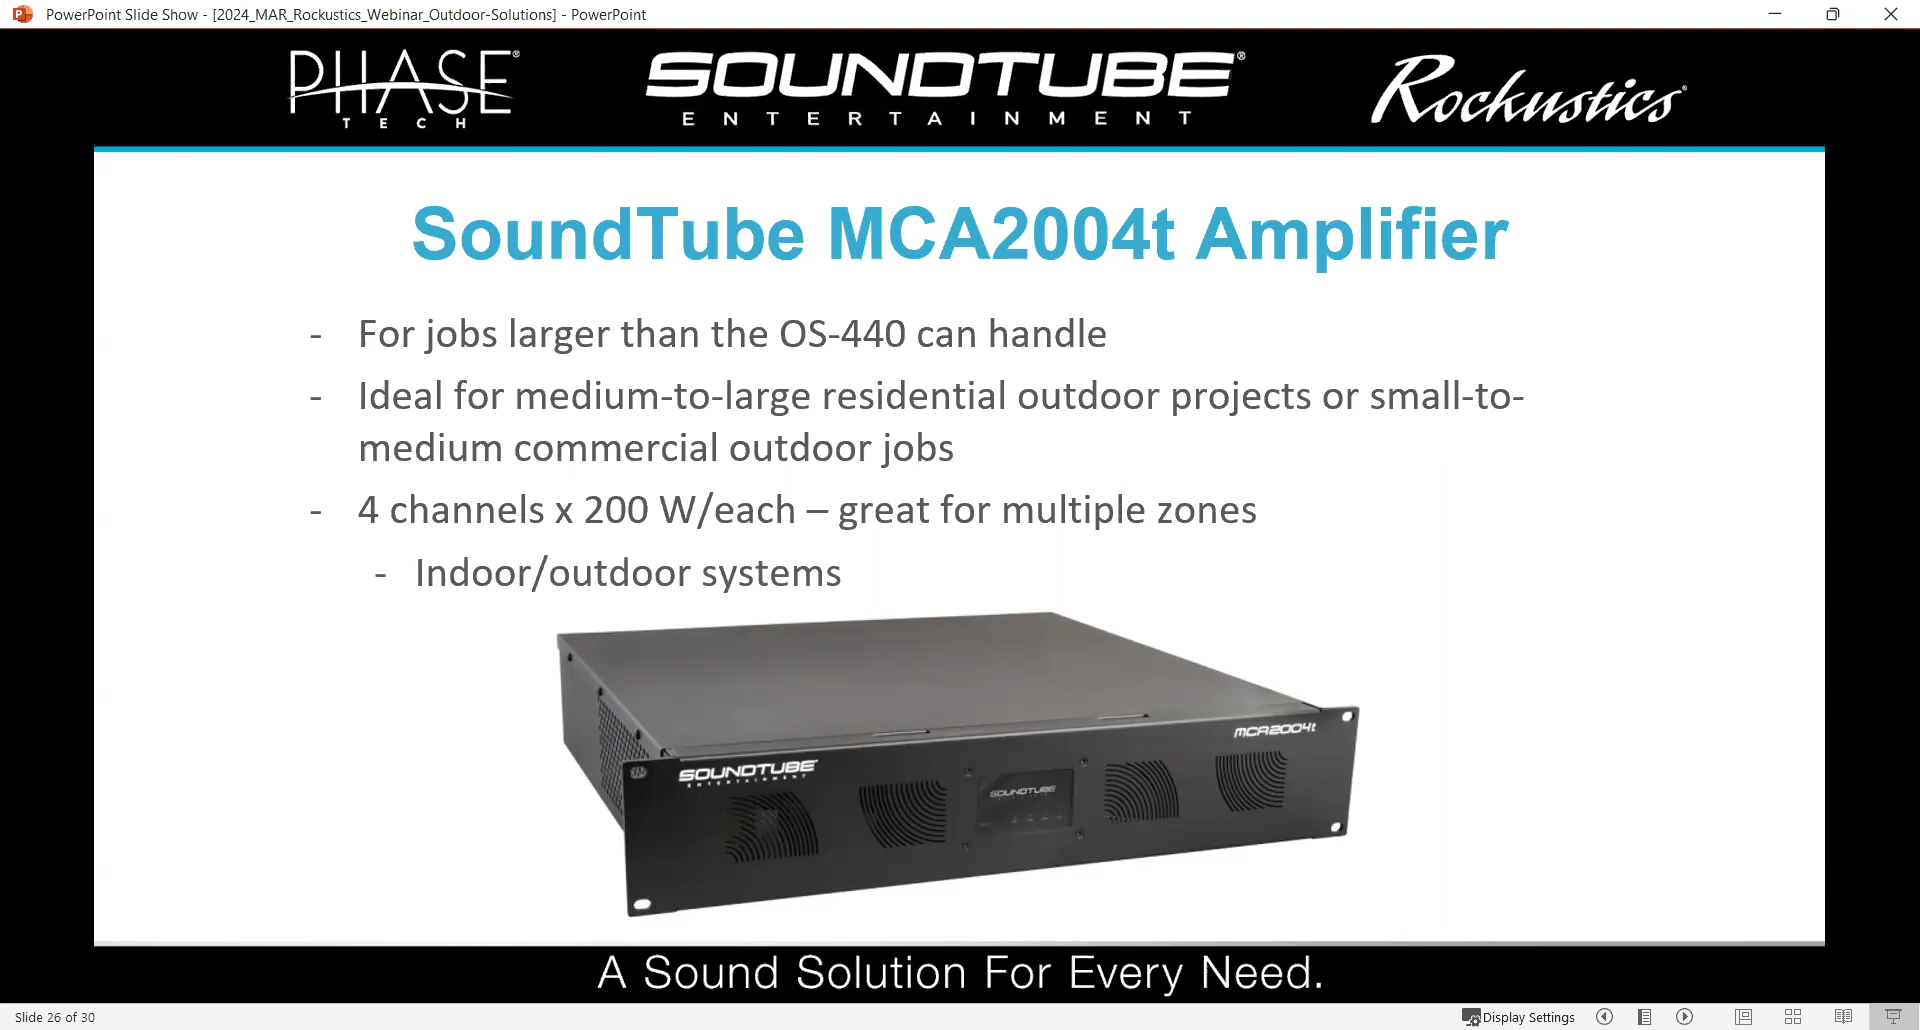 PowerPoint Slide Show - [2024_MAR_Rockustics_Webinar_Outdoor-Solutions] - PowerPoint
PHASE®
TECH
SOUNDTUBE®
ENTERTAINMENT
Rockustics®
SoundTube MCA2004t Amplifier
- For jobs larger than the OS-440 can handle
- Ideal for medium-to-large residential outdoor projects or small-to-
medium commercial outdoor jobs
- 4 channels x 200 W/each – great for multiple zones
- Indoor/outdoor systems
MCA2004t
SOUNDTUBE
ENTERTAINMENT
SOUNDTUBE
A Sound Solution For Every Need.
Slide 26 of 30
Display Settings